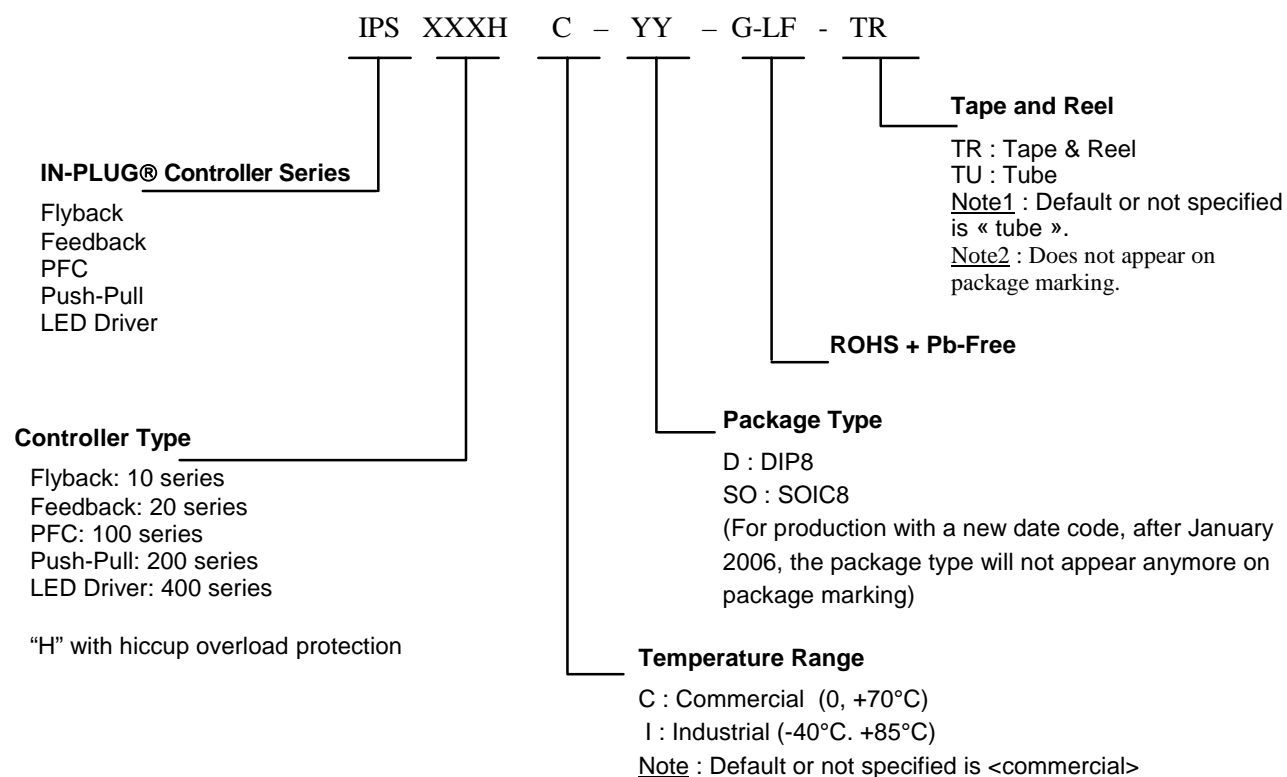 IPS XXXH C – YY – G-LF - TR
Tape and Reel
TR : Tape & Reel
TU : Tube
Note1 : Default or not specified
is « tube ».
Note2 : Does not appear on
package marking.
IN-PLUG® Controller Series
Flyback
Feedback
PFC
Push-Pull
LED Driver
ROHS + Pb-Free
Package Type
D : DIP8
SO : SOIC8
(For production with a new date code, after January
2006, the package type will not appear anymore on
package marking)
Controller Type
Flyback: 10 series
Feedback: 20 series
PFC: 100 series
Push-Pull: 200 series
LED Driver: 400 series
“H” with hiccup overload protection
Temperature Range
C : Commercial (0, +70°C)
I : Industrial (-40°C. +85°C)
Note : Default or not specified is <commercial>